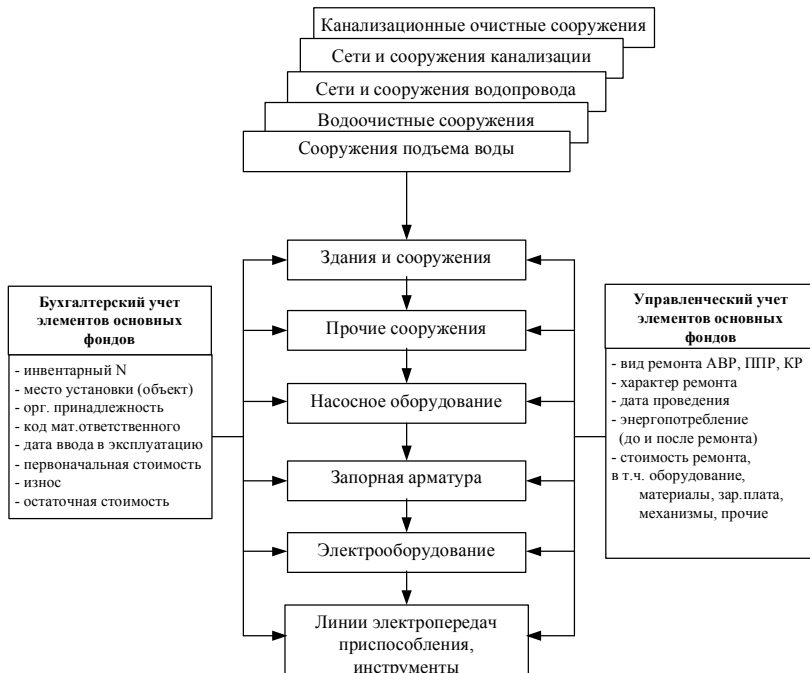 Канализационные очистные сооружения
Сети и сооружения канализации
Сети и сооружения водопровода
Водоочистные сооружения
Сооружения подъема воды
Здания и сооружения
Прочие сооружения
Насосное оборудование
Запорная арматура
Электрооборудование
Линии электропередач
приспособления,
инструменты
Бухгалтерский учет
элементов основных
фондов
- инвентарный N
- место установки (объект)
- орг. принадлежность
- код мат.ответственного
- дата ввода в эксплуатацию
- первоначальная стоимость
- износ
- остаточная стоимость
Управленческий учет
элементов основных
фондов
- вид ремонта АВР, ППР, КР
- характер ремонта
- дата проведения
- энергопотребление
(до и после ремонта)
- стоимость ремонта,
в т.ч. оборудование,
материалы, зар.плата,
механизмы, прочие